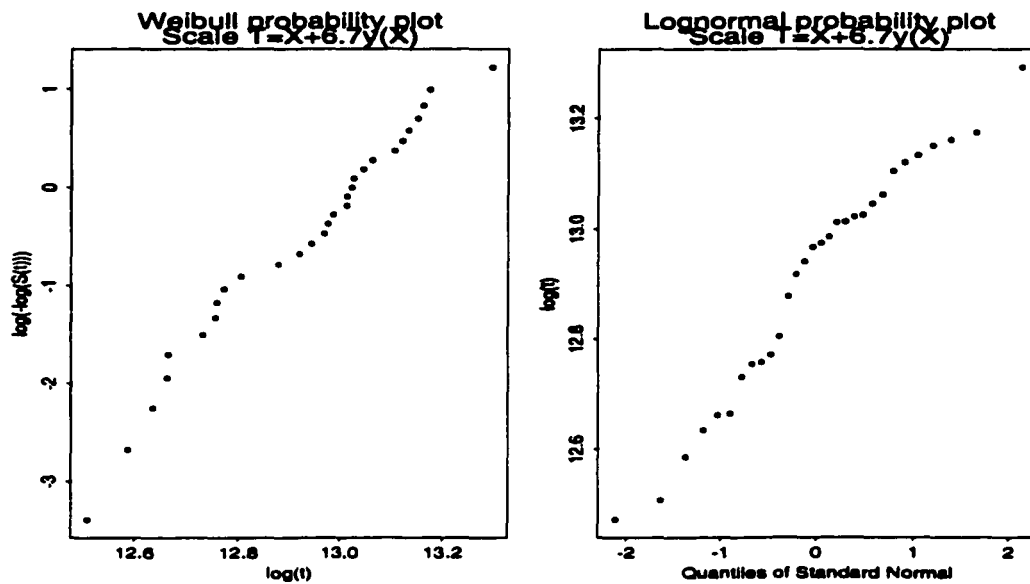 Weibull probability plot
Scale T=X+6.7y(X)
log(-log(S(t)))
1
0
-1
-2
-3
12.6 12.8 13.0 13.2
log(t)
Lognormal probability plot
Scale T=X+6.7y(X)
log(t)
13.2
13.0
12.8
12.6
-2 -1 0 1 2
Quantiles of Standard Normal